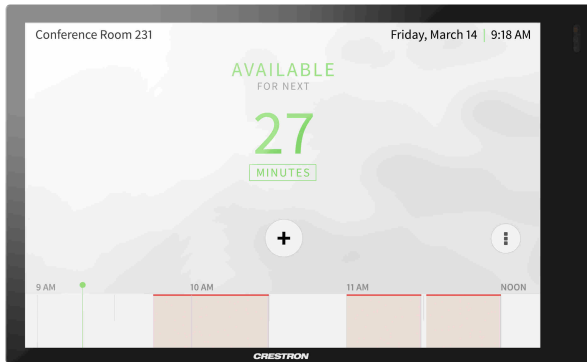 Conference Room 231
Friday, March 14 | 9:18 AM
AVAILABLE
FOR NEXT
27
MINUTES
9 AM
10 AM
11 AM
NOON
CRESTRON